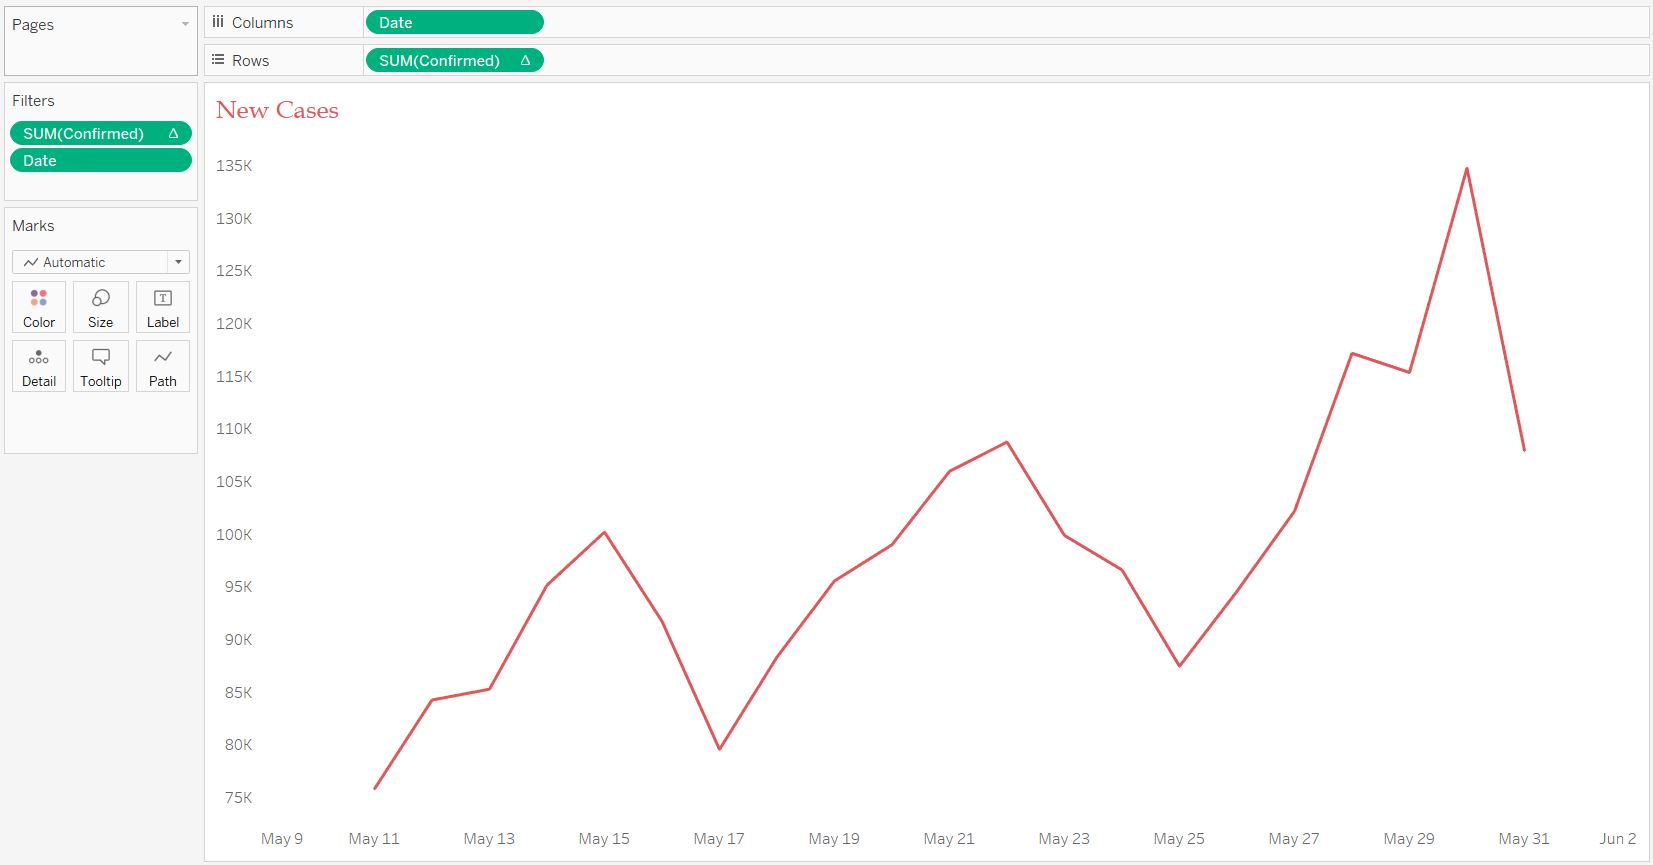 Pages
Columns
Date
Rows
SUM(Confirmed) Δ
Filters
SUM(Confirmed) Δ
Date
Marks
Automatic
Color
Size
T
Label
Detail
Tooltip
Path
New Cases
135K
130K
125K
120K
115K
110K
105K
100K
95K
90K
85K
80K
75K
May 9 May 11 May 13 May 15 May 17 May 19 May 21 May 23 May 25 May 27 May 29 May 31 Jun 2